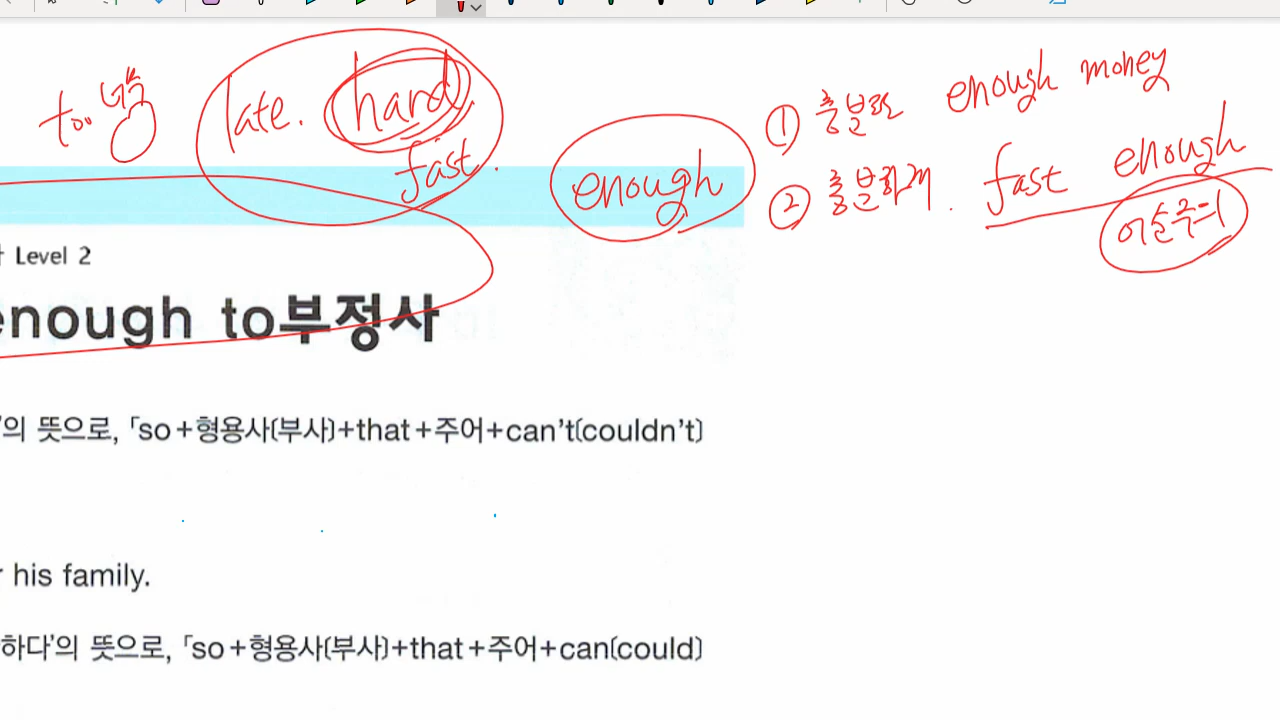 too
late. hard
fast.
enough
① 충분한 enough money
② 충분하게. fast enough
어순주의
Level 2
enough to부정사
'의 뜻으로, 「so+형용사(부사)+that+주어+can't(couldn't)
his family.
하다'의 뜻으로, 「so+형용사(부사)+that+주어+can(could)